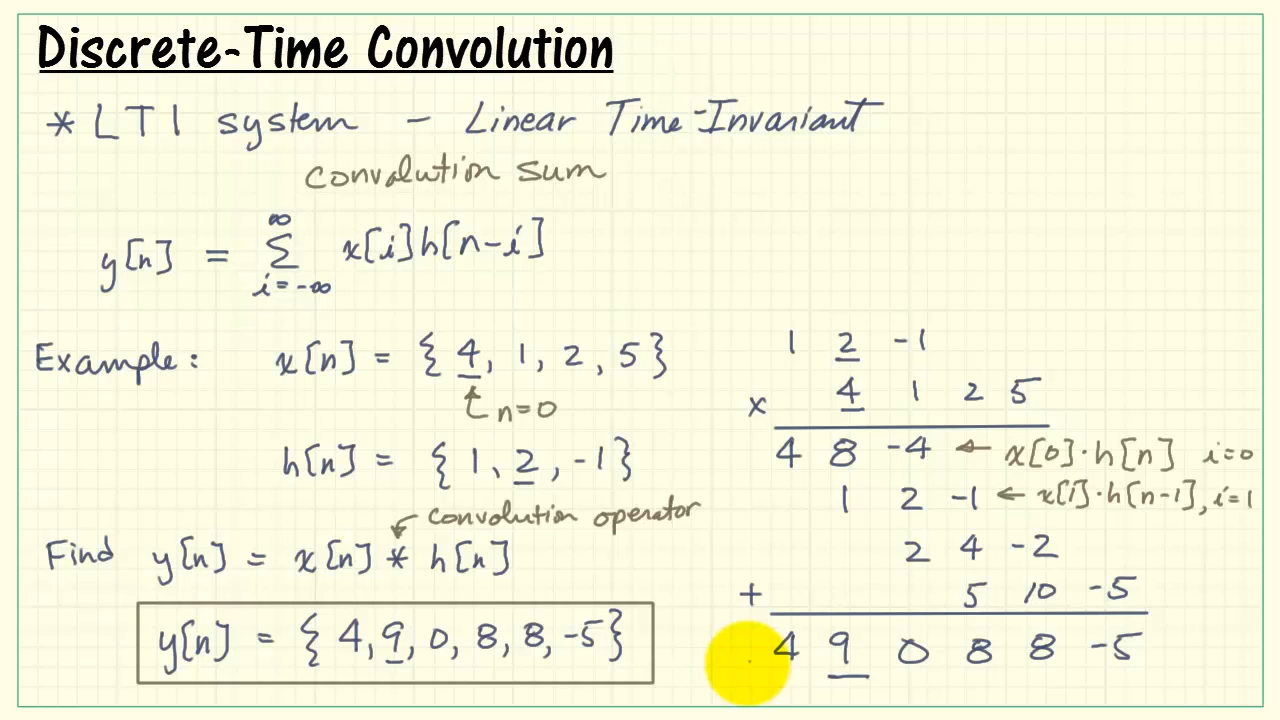 Discrete-Time Convolution
* LTI system - Linear Time-Invariant
convolution sum
y[n] = ∞ Σ i=-∞ x[i]h[n-i]
Example: x[n] = { 4, 1, 2, 5 }
n=0
h[n] = { 1, 2, -1 }
convolution operator
Find y[n] = x[n] * h[n]
y[n] = { 4, 9, 0, 8, 8, -5 }
1 2 -1
x 4 1 2 5
4 8 -4 ← x[0]·h[n] i=0
1 2 -1 ← x[1]·h[n-1], i=1
2 4 -2
+ 5 10 -5
4 9 0 8 8 -5